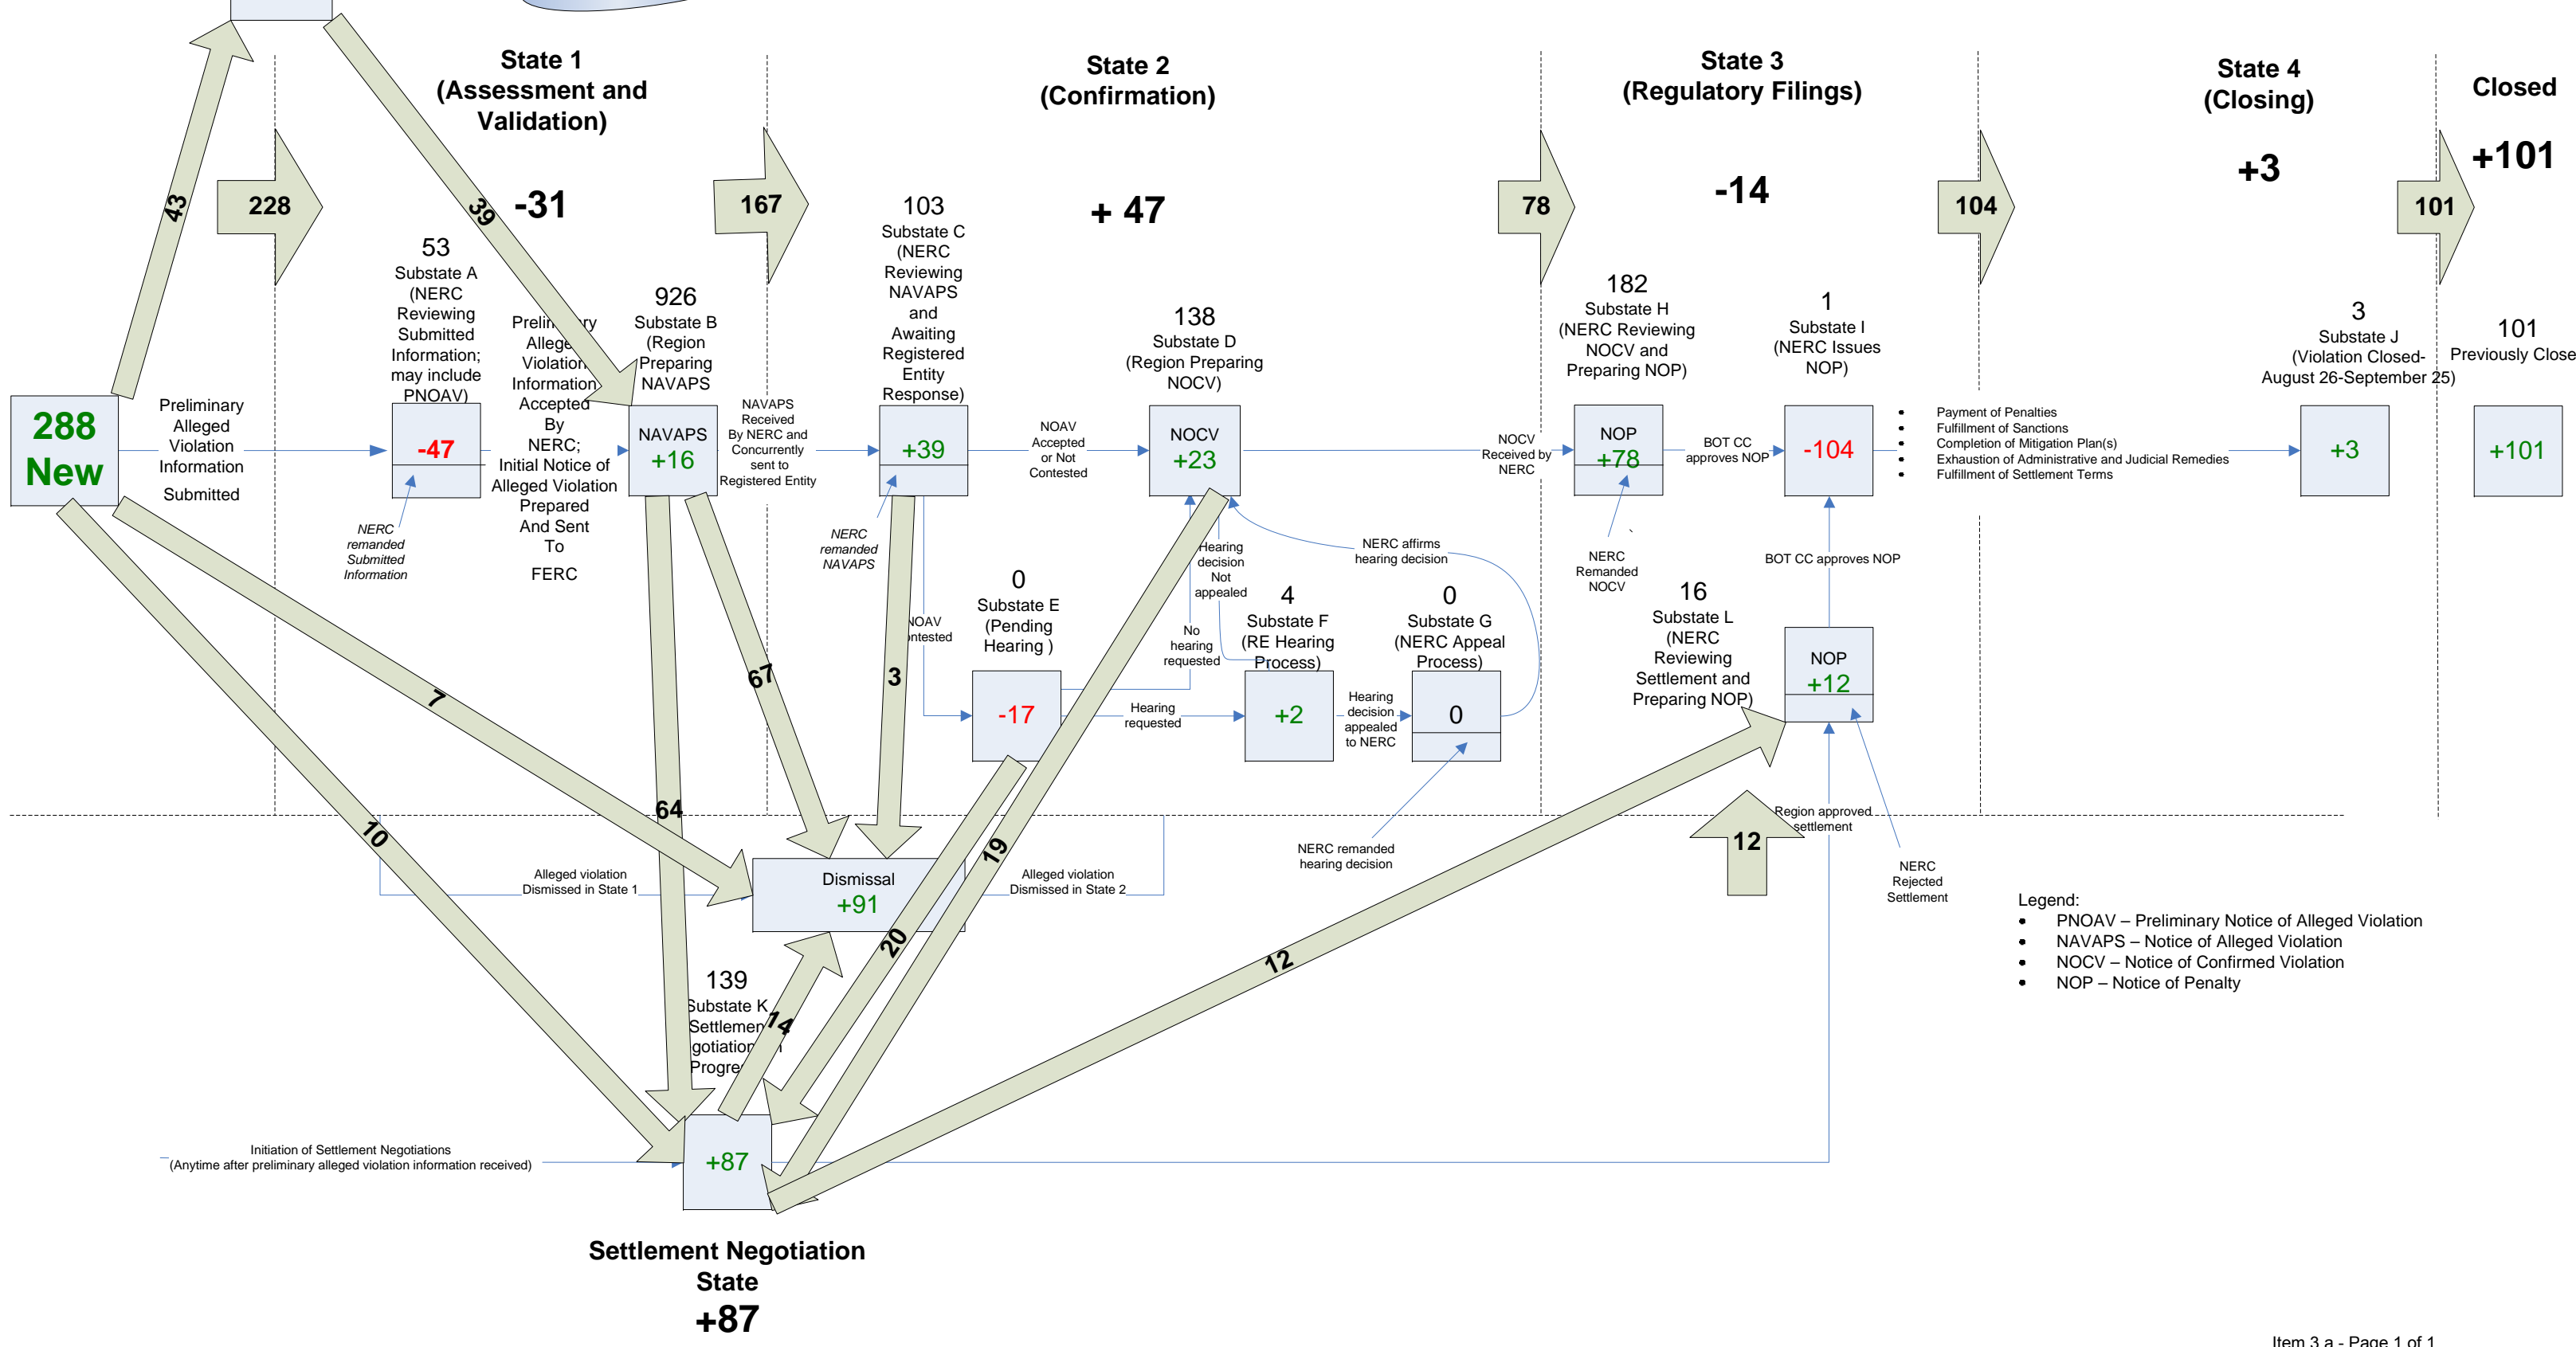 State 1
(Assessment and
Validation)
-31
State 2
(Confirmation)
+ 47
State 3
(Regulatory Filings)
-14
State 4
(Closing)
+3
Closed
+101
43
228
39
167
78
104
101
288
New
Preliminary
Alleged
Violation
Information
Submitted
53
Substate A
(NERC
Reviewing
Submitted
Information;
may include
PNOAV)
-47
NERC
remanded
Submitted
Information
Preliminary
Alleged
Violation
Information
Accepted
By
NERC;
Initial Notice of
Alleged Violation
Prepared
And Sent
To
FERC
926
Substate B
(Region
Preparing
NAVAPS
NAVAPS
+16
NAVAPS
Received
By NERC and
Concurrently
sent to
Registered Entity
103
Substate C
(NERC
Reviewing
NAVAPS
and
Awaiting
Registered
Entity
Response)
+39
NERC
remanded
NAVAPS
NOAV
Accepted
or Not
Contested
138
Substate D
(Region Preparing
NOCV)
NOCV
+23
NOCV
Received by
NERC
182
Substate H
(NERC Reviewing
NOCV and
Preparing NOP)
NOP
+78
NERC
Remanded
NOCV
`
BOT CC
approves NOP
1
Substate I
(NERC Issues
NOP)
-104
• Payment of Penalties
• Fulfillment of Sanctions
• Completion of Mitigation Plan(s)
• Exhaustion of Administrative and Judicial Remedies
• Fulfillment of Settlement Terms
3
Substate J
(Violation Closed-
August 26-September 25)
+3
101
Previously Close
+101
NOAV
ontested
0
Substate E
(Pending
Hearing )
-17
Hearing
requested
No
hearing
requested
Hearing
decision
Not
appealed
4
Substate F
(RE Hearing
Process)
+2
Hearing
decision
appealed
to NERC
0
Substate G
(NERC Appeal
Process)
0
NERC affirms
hearing decision
NERC remanded
hearing decision
BOT CC approves NOP
16
Substate L
(NERC
Reviewing
Settlement and
Preparing NOP)
NOP
+12
Region approved
settlement
NERC
Rejected
Settlement
12
7
10
64
67
3
19
20
14
12
Alleged violation
Dismissed in State 1
Dismissal
+91
Alleged violation
Dismissed in State 2
139
Substate K
Settlemen
gotiation
Progre
+87
Initiation of Settlement Negotiations
(Anytime after preliminary alleged violation information received)
Settlement Negotiation
State
+87
Legend:
• PNOAV – Preliminary Notice of Alleged Violation
• NAVAPS – Notice of Alleged Violation
• NOCV – Notice of Confirmed Violation
• NOP – Notice of Penalty
Item 3.a - Page 1 of 1